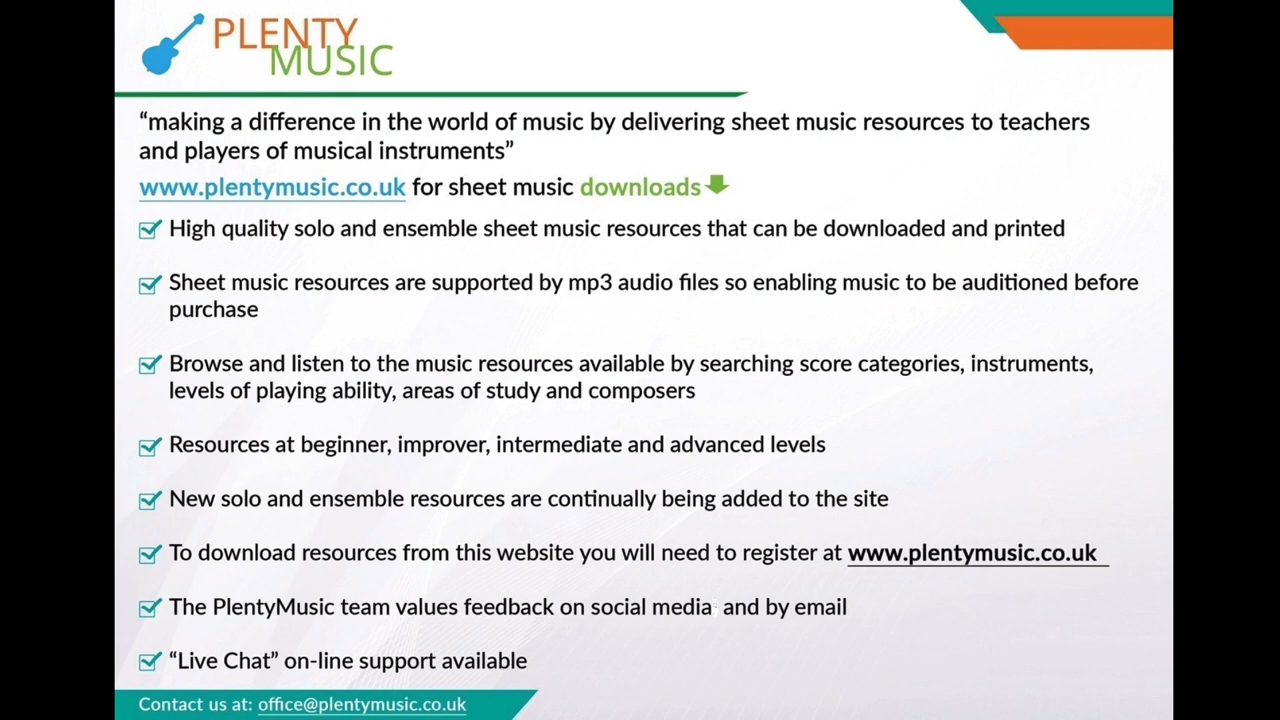 PLENTY
MUSIC
“making a difference in the world of music by delivering sheet music resources to teachers
and players of musical instruments”
www.plentymusic.co.uk for sheet music downloads
High quality solo and ensemble sheet music resources that can be downloaded and printed
Sheet music resources are supported by mp3 audio files so enabling music to be auditioned before
purchase
Browse and listen to the music resources available by searching score categories, instruments,
levels of playing ability, areas of study and composers
Resources at beginner, improver, intermediate and advanced levels
New solo and ensemble resources are continually being added to the site
To download resources from this website you will need to register at www.plentymusic.co.uk
The PlentyMusic team values feedback on social media and by email
“Live Chat” on-line support available
Contact us at: office@plentymusic.co.uk